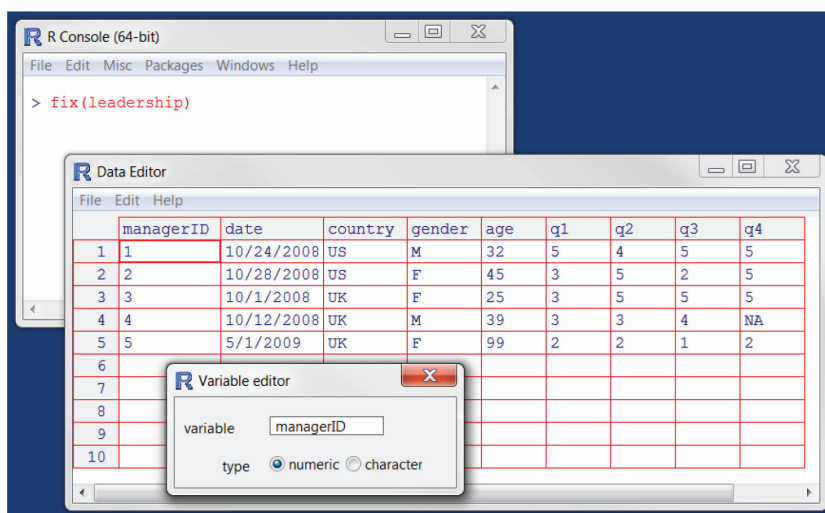 R R Console (64-bit)
File Edit Misc Packages Windows Help
> fix(leadership)
R Data Editor
File Edit Help
managerID date country gender age q1 q2 q3 q4
1 1 10/24/2008 US M 32 5 4 5 5
2 2 10/28/2008 US F 45 3 5 2 5
3 3 10/1/2008 UK F 25 3 5 5 5
4 4 10/12/2008 UK M 39 3 3 4 NA
5 5 5/1/2009 UK F 99 2 2 1 2
6
7
8
9
10
R Variable editor
variable managerID
type numeric character